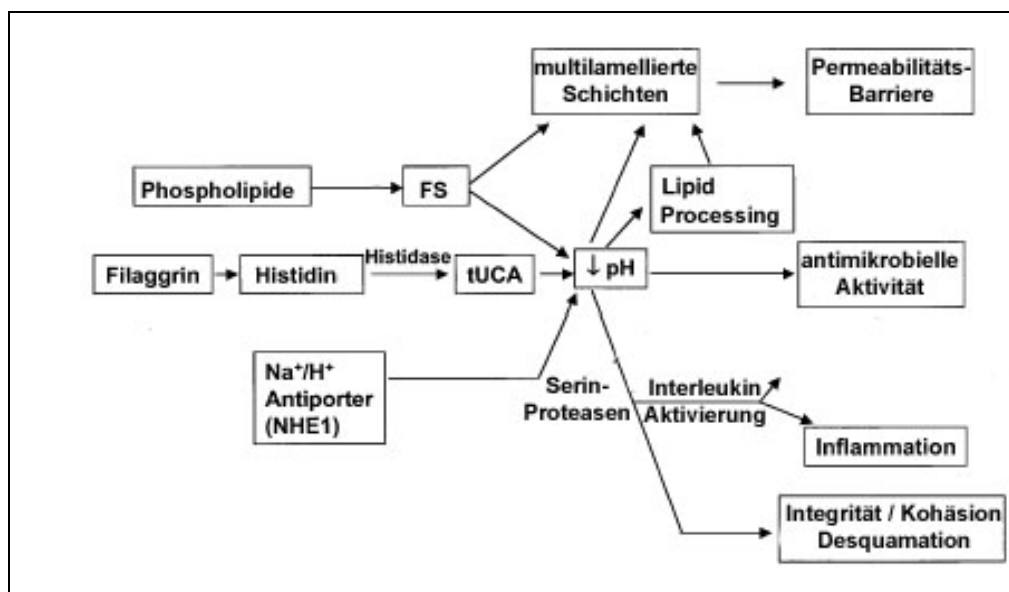 multilamellierte
Schichten
Permeabilitäts-
Barriere
Phospholipide
FS
Lipid
Processing
Filaggrin
Histidin
Histidase
tUCA
↓ pH
antimikrobielle
Aktivität
Na⁺/H⁺
Antiporter
(NHE1)
Serin-
Proteasen
Interleukin
Aktivierung
Inflammation
Integrität / Kohäsion
Desquamation